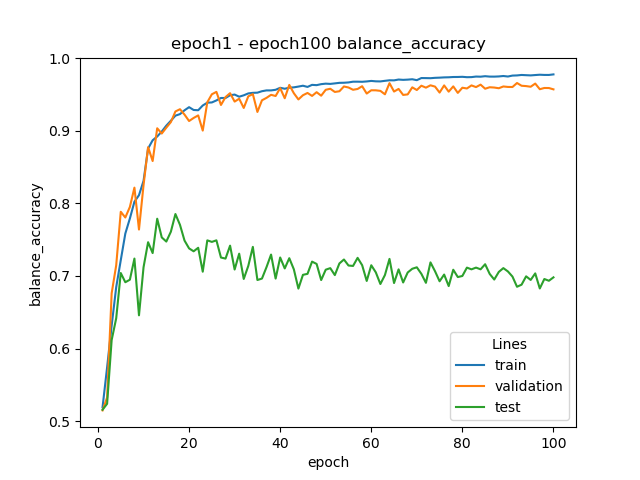 epoch1 - epoch100 balance_accuracy
1.0
0.9
0.8
0.7
0.6
0.5
balance_accuracy
0
20
40
60
80
100
epoch
Lines
train
validation
test